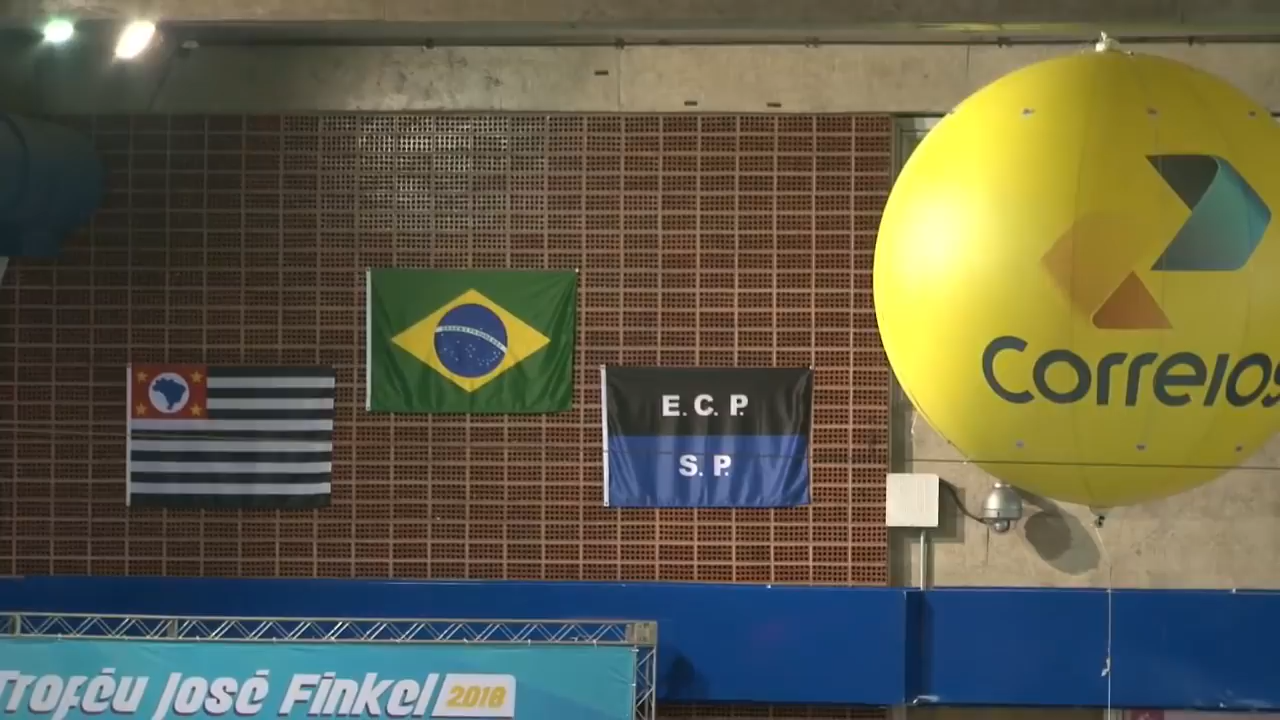 E. C. P.
S. P.
Correios
Troféu José Finkel 2018